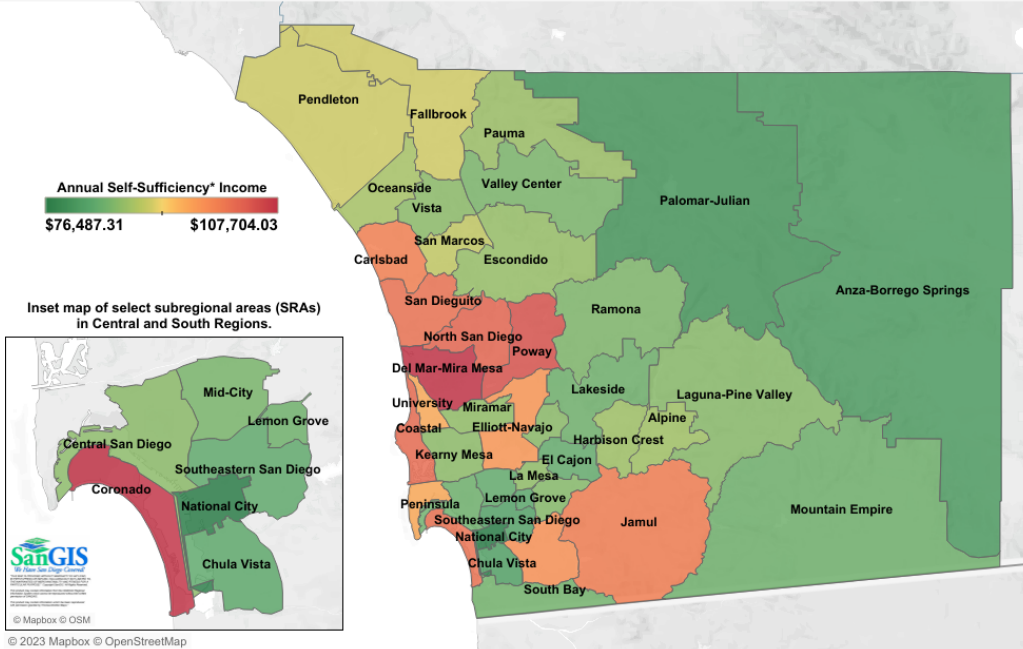 Pendleton
Fallbrook
Pauma
Oceanside
Valley Center
Annual Self-Sufficiency* Income
$76,487.31
$107,704.03
Vista
Palomar-Julian
San Marcos
Carlsbad
Escondido
Anza-Borrego Springs
San Dieguito
Ramona
Inset map of select subregional areas (SRAs)
in Central and South Regions.
North San Diego
Poway
Del Mar-Mira Mesa
Lakeside
Laguna-Pine Valley
University
Miramar
Alpine
Coastal
Elliott-Navajo
Harbison Crest
Kearny Mesa
El Cajon
La Mesa
Peninsula
Lemon Grove
Southeastern San Diego
Jamul
Mountain Empire
National City
Chula Vista
South Bay
Mid-City
Lemon Grove
Central San Diego
Southeastern San Diego
Coronado
National City
Chula Vista
SanGIS
We Have San Diego Covered!
© Mapbox © OSM
© 2023 Mapbox © OpenStreetMap